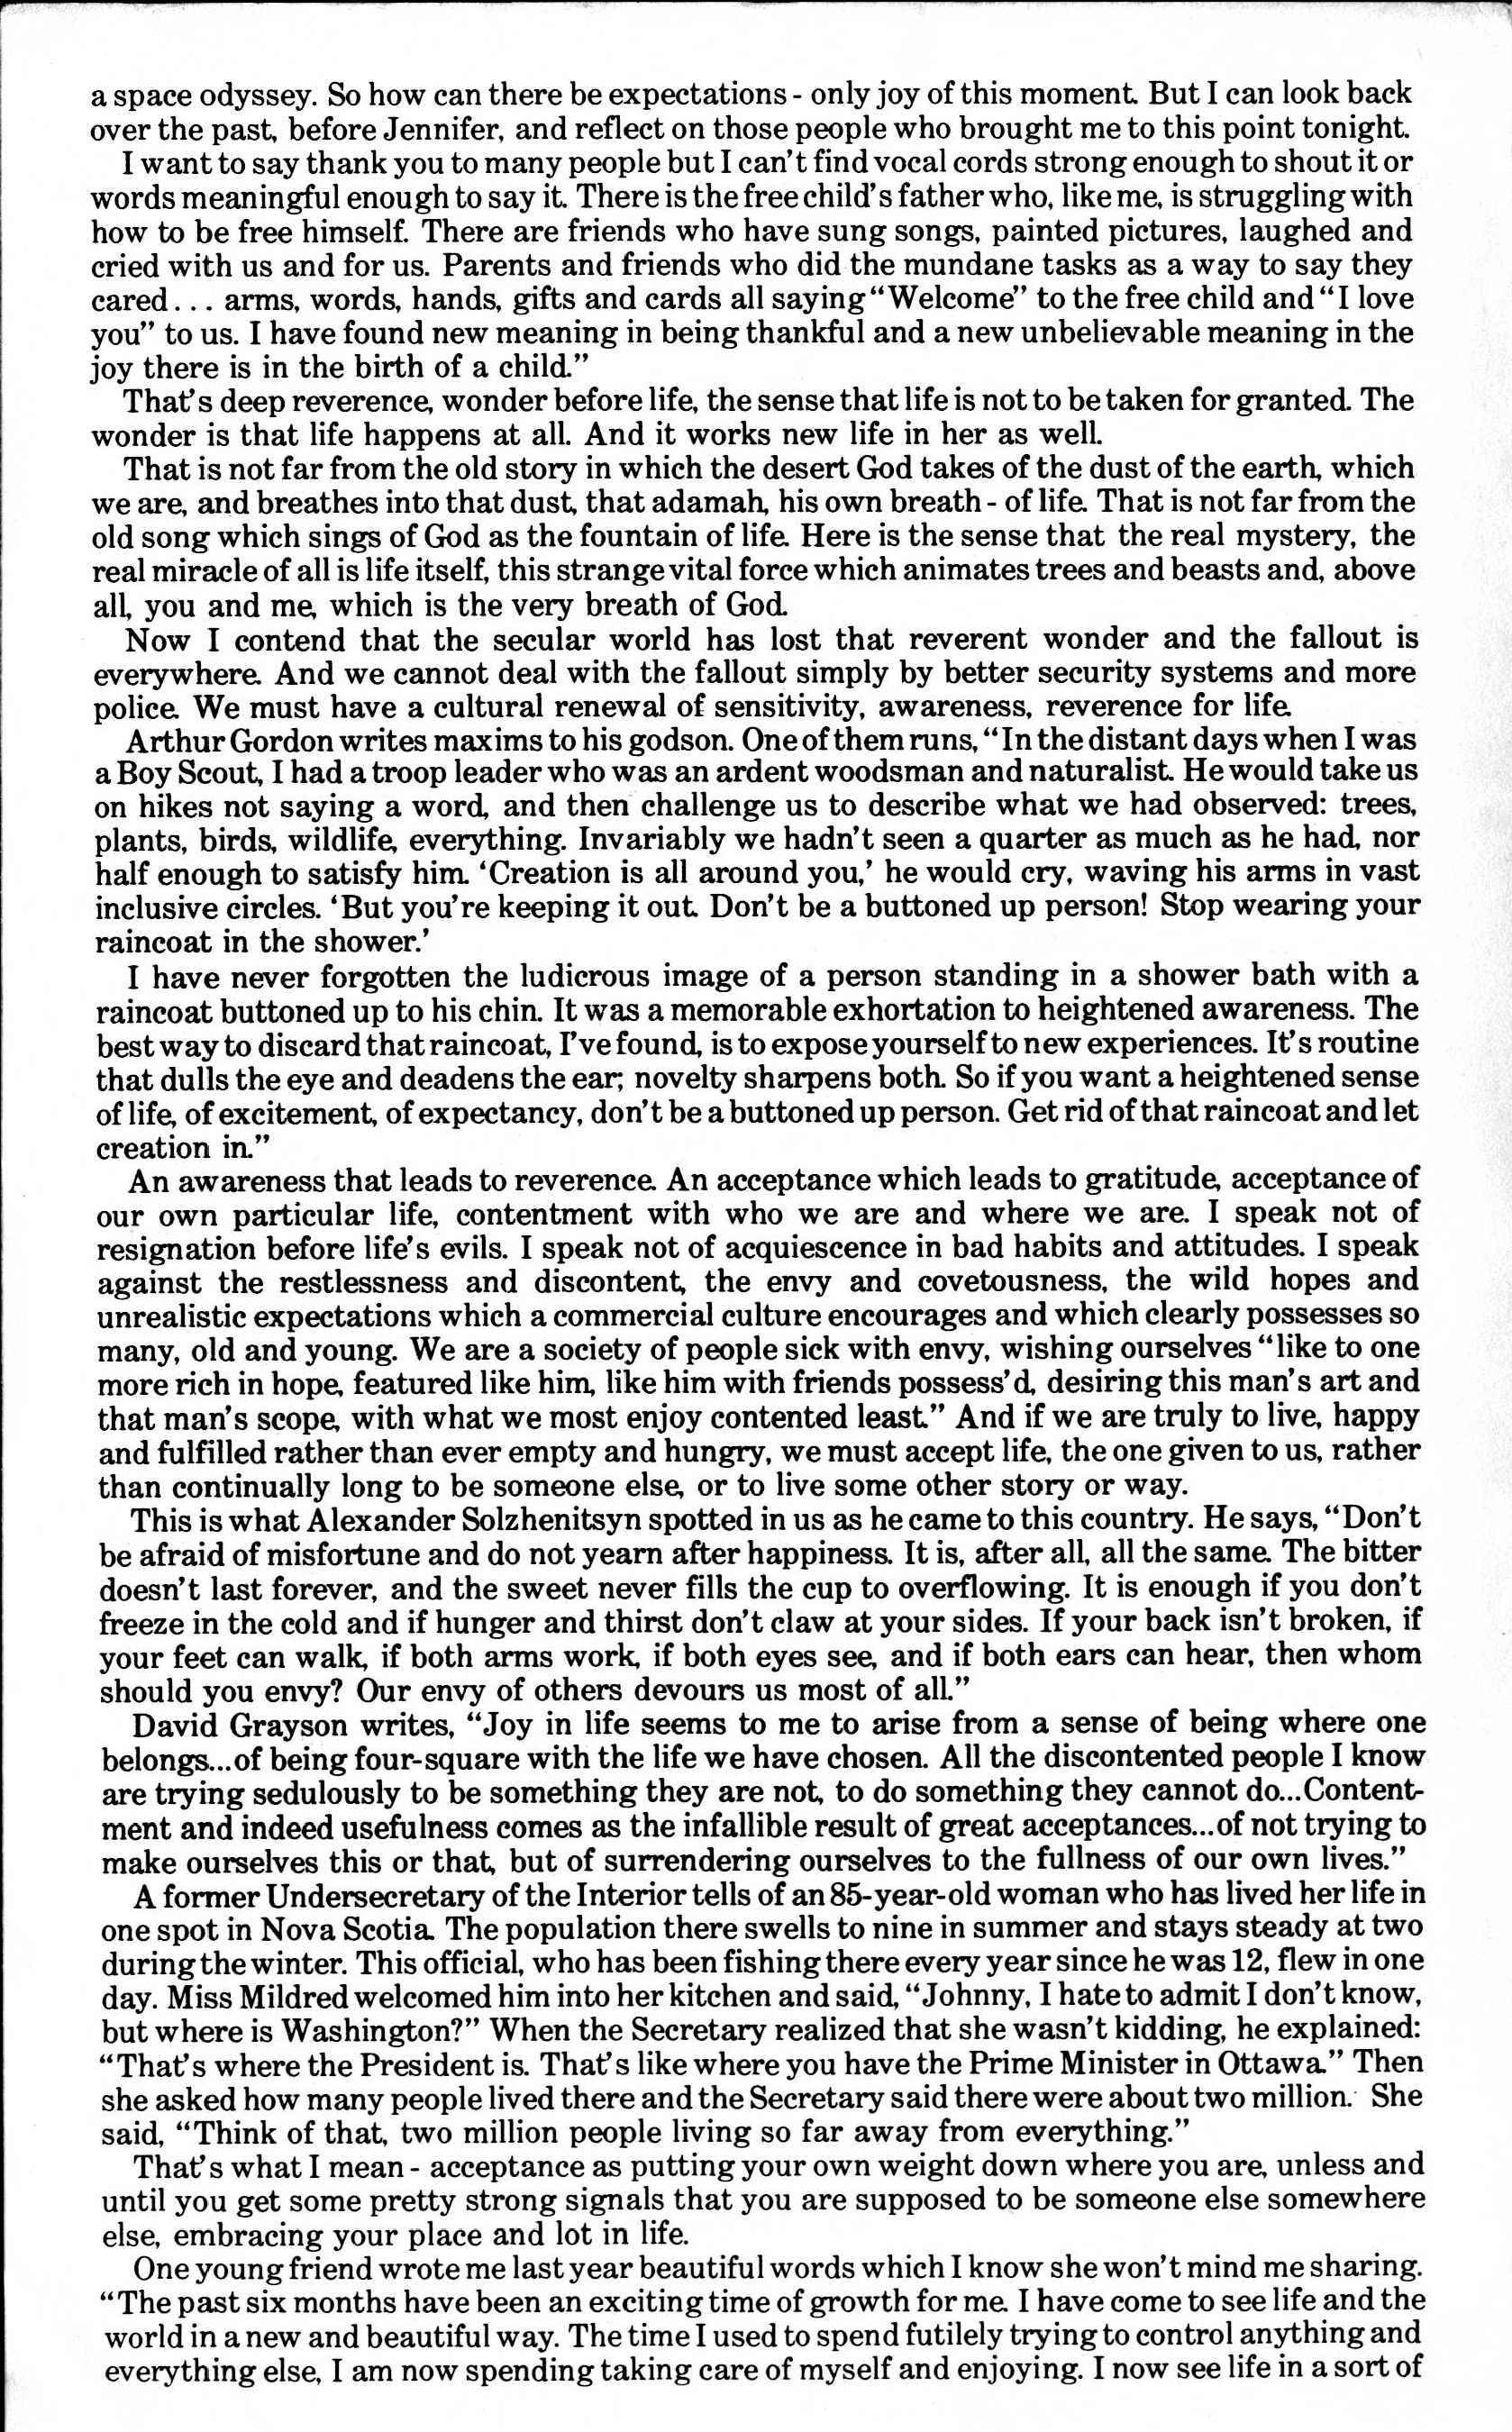 a space odyssey. So how can there be expectations - only joy of this moment. But I can look back
over the past, before Jennifer, and reflect on those people who brought me to this point tonight.
I want to say thank you to many people but I can't find vocal cords strong enough to shout it or
words meaningful enough to say it. There is the free child's father who, like me, is struggling with
how to be free himself. There are friends who have sung songs, painted pictures, laughed and
cried with us and for us. Parents and friends who did the mundane tasks as a way to say they
cared... arms, words, hands, gifts and cards all saying "Welcome" to the free child and "I love
you" to us. I have found new meaning in being thankful and a new unbelievable meaning in the
joy there is in the birth of a child."
That's deep reverence, wonder before life, the sense that life is not to be taken for granted. The
wonder is that life happens at all. And it works new life in her as well.
That is not far from the old story in which the desert God takes of the dust of the earth, which
we are, and breathes into that dust, that adamah, his own breath - of life. That is not far from the
old song which sings of God as the fountain of life. Here is the sense that the real mystery, the
real miracle of all is life itself, this strange vital force which animates trees and beasts and, above
all, you and me, which is the very breath of God.
Now I contend that the secular world has lost that reverent wonder and the fallout is
everywhere. And we cannot deal with the fallout simply by better security systems and more
police. We must have a cultural renewal of sensitivity, awareness, reverence for life.
Arthur Gordon writes maxims to his godson. One of them runs, "In the distant days when I was
a Boy Scout, I had a troop leader who was an ardent woodsman and naturalist. He would take us
on hikes not saying a word, and then challenge us to describe what we had observed: trees,
plants, birds, wildlife, everything. Invariably we hadn't seen a quarter as much as he had, nor
half enough to satisfy him. 'Creation is all around you,' he would cry, waving his arms in vast
inclusive circles. 'But you're keeping it out. Don't be a buttoned up person! Stop wearing your
raincoat in the shower.'
I have never forgotten the ludicrous image of a person standing in a shower bath with a
raincoat buttoned up to his chin. It was a memorable exhortation to heightened awareness. The
best way to discard that raincoat, I've found, is to expose yourself to new experiences. It's routine
that dulls the eye and deadens the ear; novelty sharpens both. So if you want a heightened sense
of life, of excitement, of expectancy, don't be a buttoned up person. Get rid of that raincoat and let
creation in."
An awareness that leads to reverence. An acceptance which leads to gratitude, acceptance of
our own particular life, contentment with who we are and where we are. I speak not of
resignation before life's evils. I speak not of acquiescence in bad habits and attitudes. I speak
against the restlessness and discontent, the envy and covetousness, the wild hopes and
unrealistic expectations which a commercial culture encourages and which clearly possesses so
many, old and young. We are a society of people sick with envy, wishing ourselves "like to one
more rich in hope, featured like him, like him with friends possess'd, desiring this man's art and
that man's scope, with what we most enjoy contented least." And if we are truly to live, happy
and fulfilled rather than ever empty and hungry, we must accept life, the one given to us, rather
than continually long to be someone else, or to live some other story or way.
This is what Alexander Solzhenitsyn spotted in us as he came to this country. He says, "Don't
be afraid of misfortune and do not yearn after happiness. It is, after all, all the same. The bitter
doesn't last forever, and the sweet never fills the cup to overflowing. It is enough if you don't
freeze in the cold and if hunger and thirst don't claw at your sides. If your back isn't broken, if
your feet can walk, if both arms work, if both eyes see, and if both ears can hear, then whom
should you envy? Our envy of others devours us most of all."
David Grayson writes, "Joy in life seems to me to arise from a sense of being where one
belongs...of being four-square with the life we have chosen. All the discontented people I know
are trying sedulously to be something they are not, to do something they cannot do...Content-
ment and indeed usefulness comes as the infallible result of great acceptances...of not trying to
make ourselves this or that, but of surrendering ourselves to the fullness of our own lives."
A former Undersecretary of the Interior tells of an 85-year-old woman who has lived her life in
one spot in Nova Scotia. The population there swells to nine in summer and stays steady at two
during the winter. This official, who has been fishing there every year since he was 12, flew in one
day. Miss Mildred welcomed him into her kitchen and said, "Johnny, I hate to admit I don't know,
but where is Washington?" When the Secretary realized that she wasn't kidding, he explained:
"That's where the President is. That's like where you have the Prime Minister in Ottawa." Then
she asked how many people lived there and the Secretary said there were about two million. She
said, "Think of that, two million people living so far away from everything."
That's what I mean - acceptance as putting your own weight down where you are, unless and
until you get some pretty strong signals that you are supposed to be someone else somewhere
else, embracing your place and lot in life.
One young friend wrote me last year beautiful words which I know she won't mind me sharing.
"The past six months have been an exciting time of growth for me. I have come to see life and the
world in a new and beautiful way. The time I used to spend futilely trying to control anything and
everything else, I am now spending taking care of myself and enjoying. I now see life in a sort of